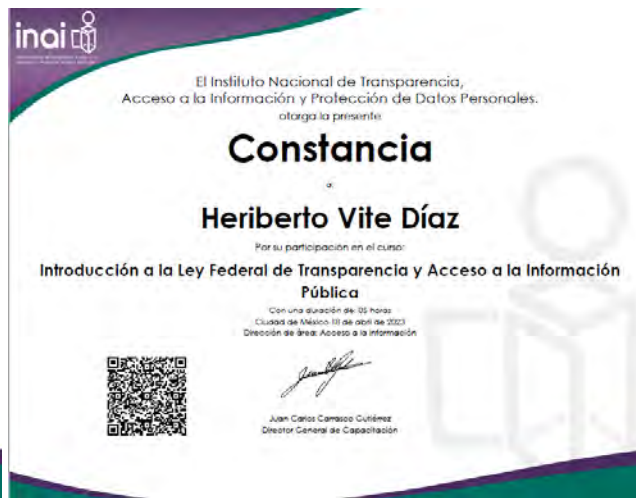 inai
El Instituto Nacional de Transparencia,
Acceso a la Información y Protección de Datos Personales.
otorga la presente
Constancia
a:
Heriberto Vite Díaz
Por su participación en el curso:
Introducción a la Ley Federal de Transparencia y Acceso a la Información
Pública
Con una duración de: 05 horas
Ciudad de México de abril de 2023
Dirección de área: Acceso a la información
Juan Carlos Carrasco Gutiérrez
Director General de Capacitación